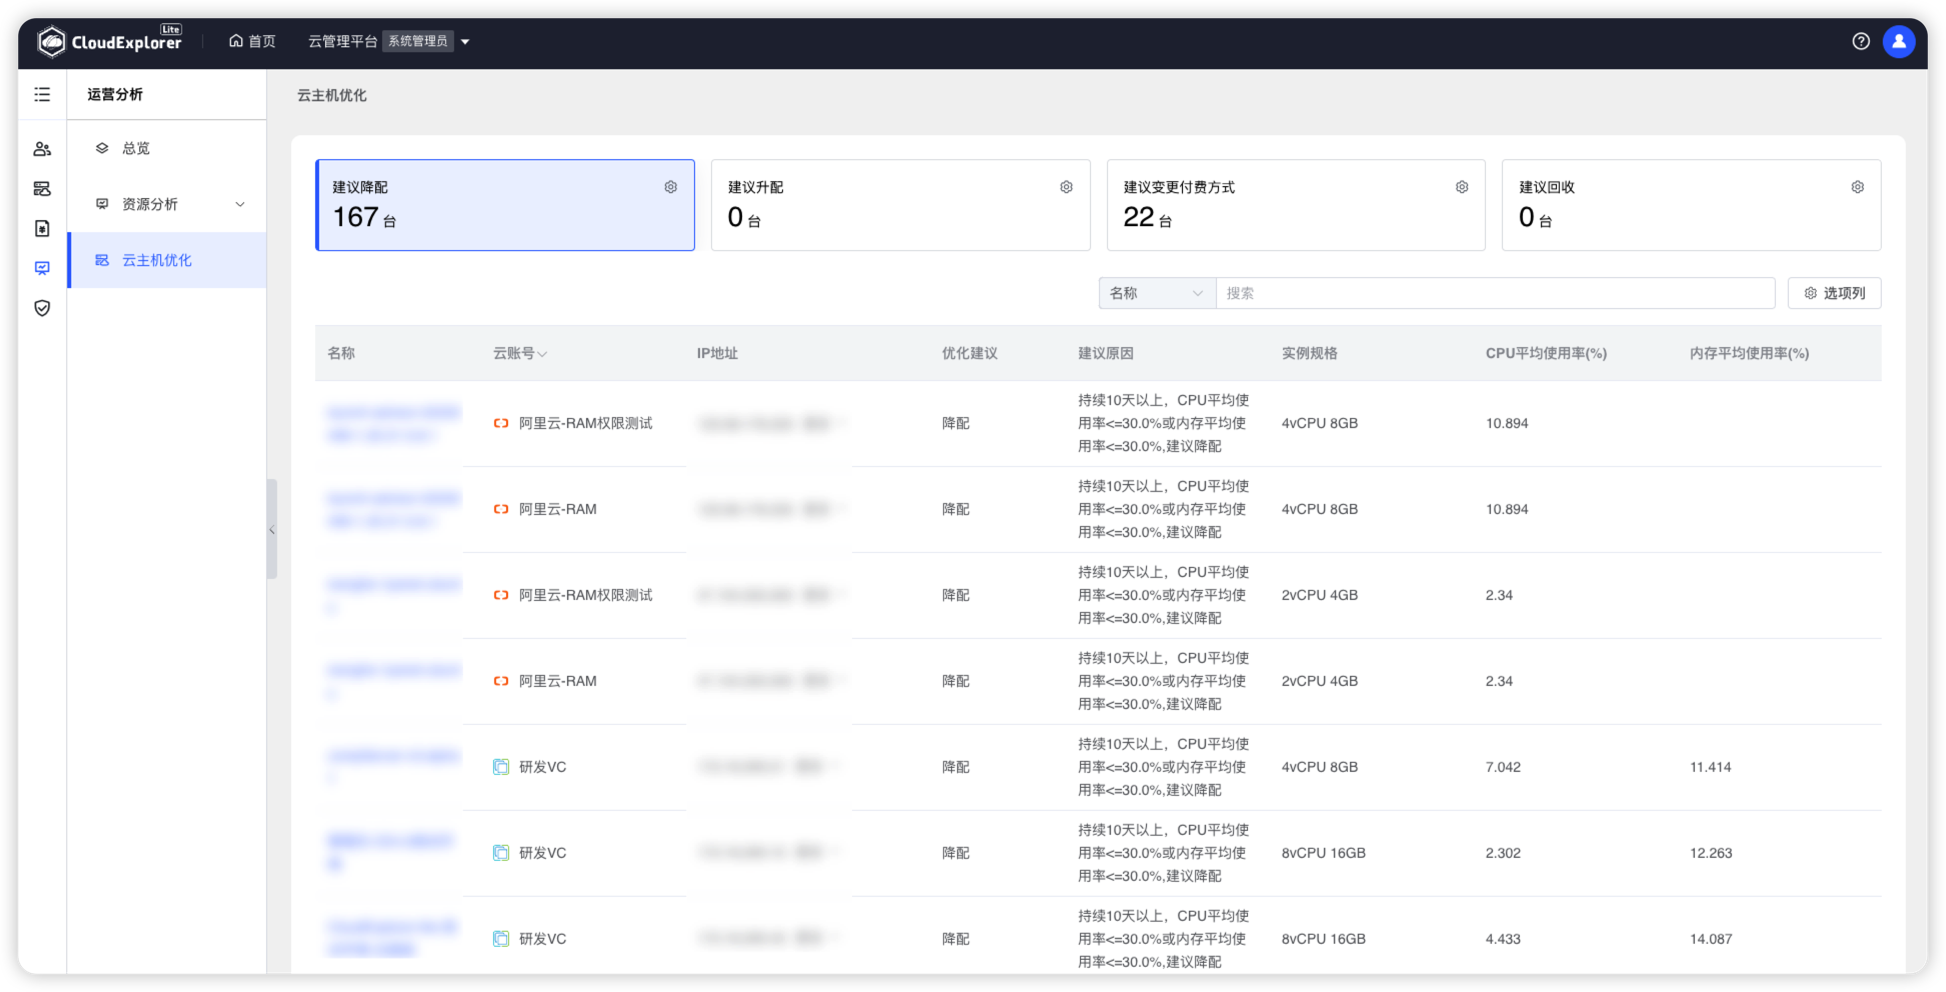 CloudExplorer Lite
首页
云管理平台 系统管理员
运营分析
总览
资源分析
云主机优化
云主机优化
建议降配
167 台
建议升配
0 台
建议变更付费方式
22 台
建议回收
0 台
名称
搜索
选项列
名称 云账号 IP地址 优化建议 建议原因 实例规格 CPU平均使用率(%) 内存平均使用率(%)
阿里云-RAM权限测试 降配
持续10天以上，CPU平均使
用率<=30.0%或内存平均使
用率<=30.0%,建议降配
4vCPU 8GB 10.894
阿里云-RAM 降配
持续10天以上，CPU平均使
用率<=30.0%或内存平均使
用率<=30.0%,建议降配
4vCPU 8GB 10.894
阿里云-RAM权限测试 降配
持续10天以上，CPU平均使
用率<=30.0%或内存平均使
用率<=30.0%,建议降配
2vCPU 4GB 2.34
阿里云-RAM 降配
持续10天以上，CPU平均使
用率<=30.0%或内存平均使
用率<=30.0%,建议降配
2vCPU 4GB 2.34
研发VC 降配
持续10天以上，CPU平均使
用率<=30.0%或内存平均使
用率<=30.0%,建议降配
4vCPU 8GB 7.042 11.414
研发VC 降配
持续10天以上，CPU平均使
用率<=30.0%或内存平均使
用率<=30.0%,建议降配
8vCPU 16GB 2.302 12.263
研发VC 降配
持续10天以上，CPU平均使
用率<=30.0%或内存平均使
用率<=30.0%,建议降配
8vCPU 16GB 4.433 14.087